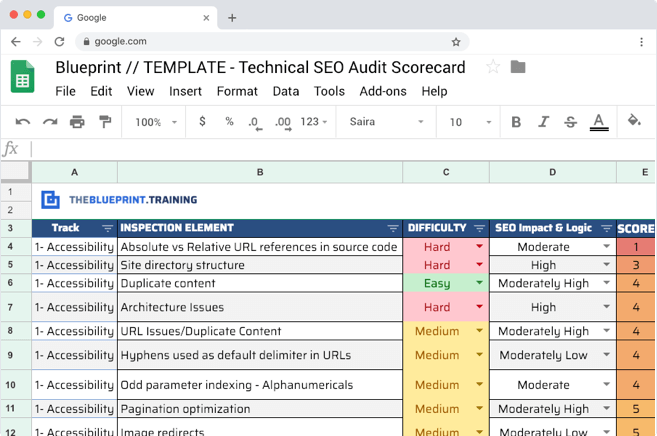 Google
google.com
Blueprint // TEMPLATE - Technical SEO Audit Scorecard
File Edit View Insert Format Data Tools Add-ons Help
100% $ % .0 .00 123 Saira 10 B I S A
fx
A B C D E
1
THEBLUEPRINT.TRAINING
2
3 Track INSPECTION ELEMENT DIFFICULTY SEO Impact & Logic SCORE
4 1- Accessibility Absolute vs Relative URL references in source code Hard Moderate 1
5 1- Accessibility Site directory structure Hard High 3
6 1- Accessibility Duplicate content Easy Moderately High 4
7 1- Accessibility Architecture Issues Hard High 4
8 1- Accessibility URL Issues/Duplicate Content Medium Moderately High 4
9 1- Accessibility Hyphens used as default delimiter in URLs Medium Moderately Low 4
10 1- Accessibility Odd parameter indexing - Alphanumericals Medium Moderate 4
11 1- Accessibility Pagination optimization Medium Moderately High 5
12 1- Accessibility Image redirects Medium Moderately Low 5